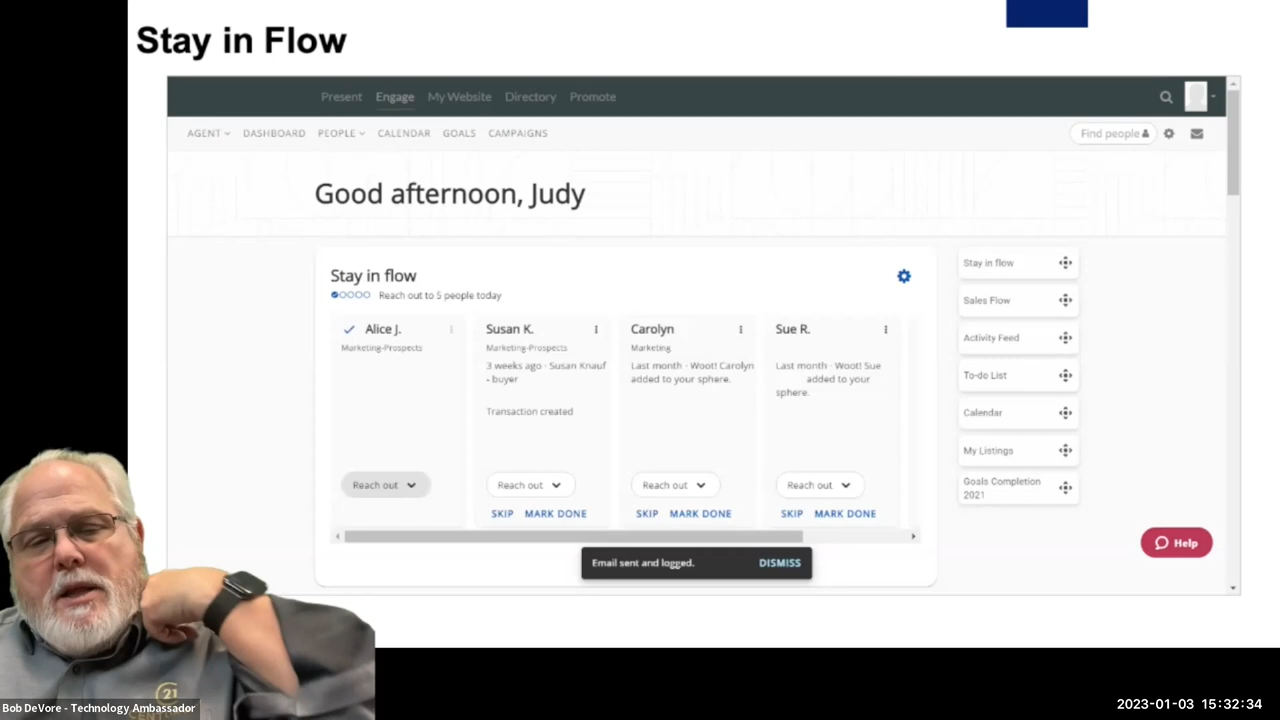 Stay in Flow
Present Engage My Website Directory Promote
AGENT DASHBOARD PEOPLE CALENDAR GOALS CAMPAIGNS
Find people
Good afternoon, Judy
Stay in flow
Reach out to 5 people today
Alice J.
Marketing-Prospects
Reach out
Susan K.
Marketing-Prospects
3 weeks ago · Susan Knauf
- buyer
Transaction created
Reach out
SKIP MARK DONE
Carolyn
Marketing
Last month · Woot! Carolyn
added to your sphere.
Reach out
SKIP MARK DONE
Sue R.
Last month · Woot! Sue
added to your
sphere.
Reach out
SKIP MARK DONE
Email sent and logged. DISMISS
Stay in flow
Sales Flow
Activity Feed
To-do List
Calendar
My Listings
Goals Completion
2021
Help
C21
Bob DeVore - Technology Ambassador
2023-01-03 15:32:34